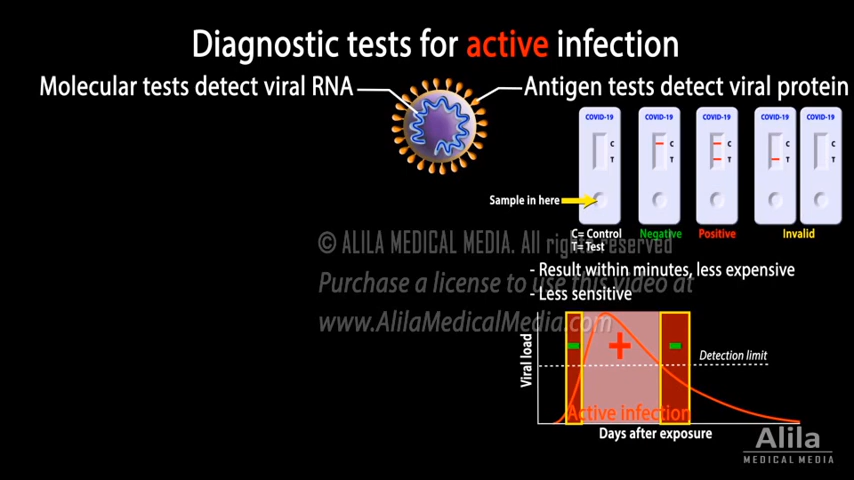 Diagnostic tests for active infection
Molecular tests detect viral RNA
Antigen tests detect viral protein
COVID-19
C
T
COVID-19
C
T
COVID-19
C
T
COVID-19
C
T
COVID-19
C
T
Sample in here
C= Control
T= Test
Negative
Positive
Invalid
© ALILA MEDICAL MEDIA. All rights reserved
Purchase a license to use this video at
www.AlilaMedicalMedia.com
- Result within minutes, less expensive
- Less sensitive
Viral load
Detection limit
Active infection
Days after exposure
Alila
MEDICAL MEDIA